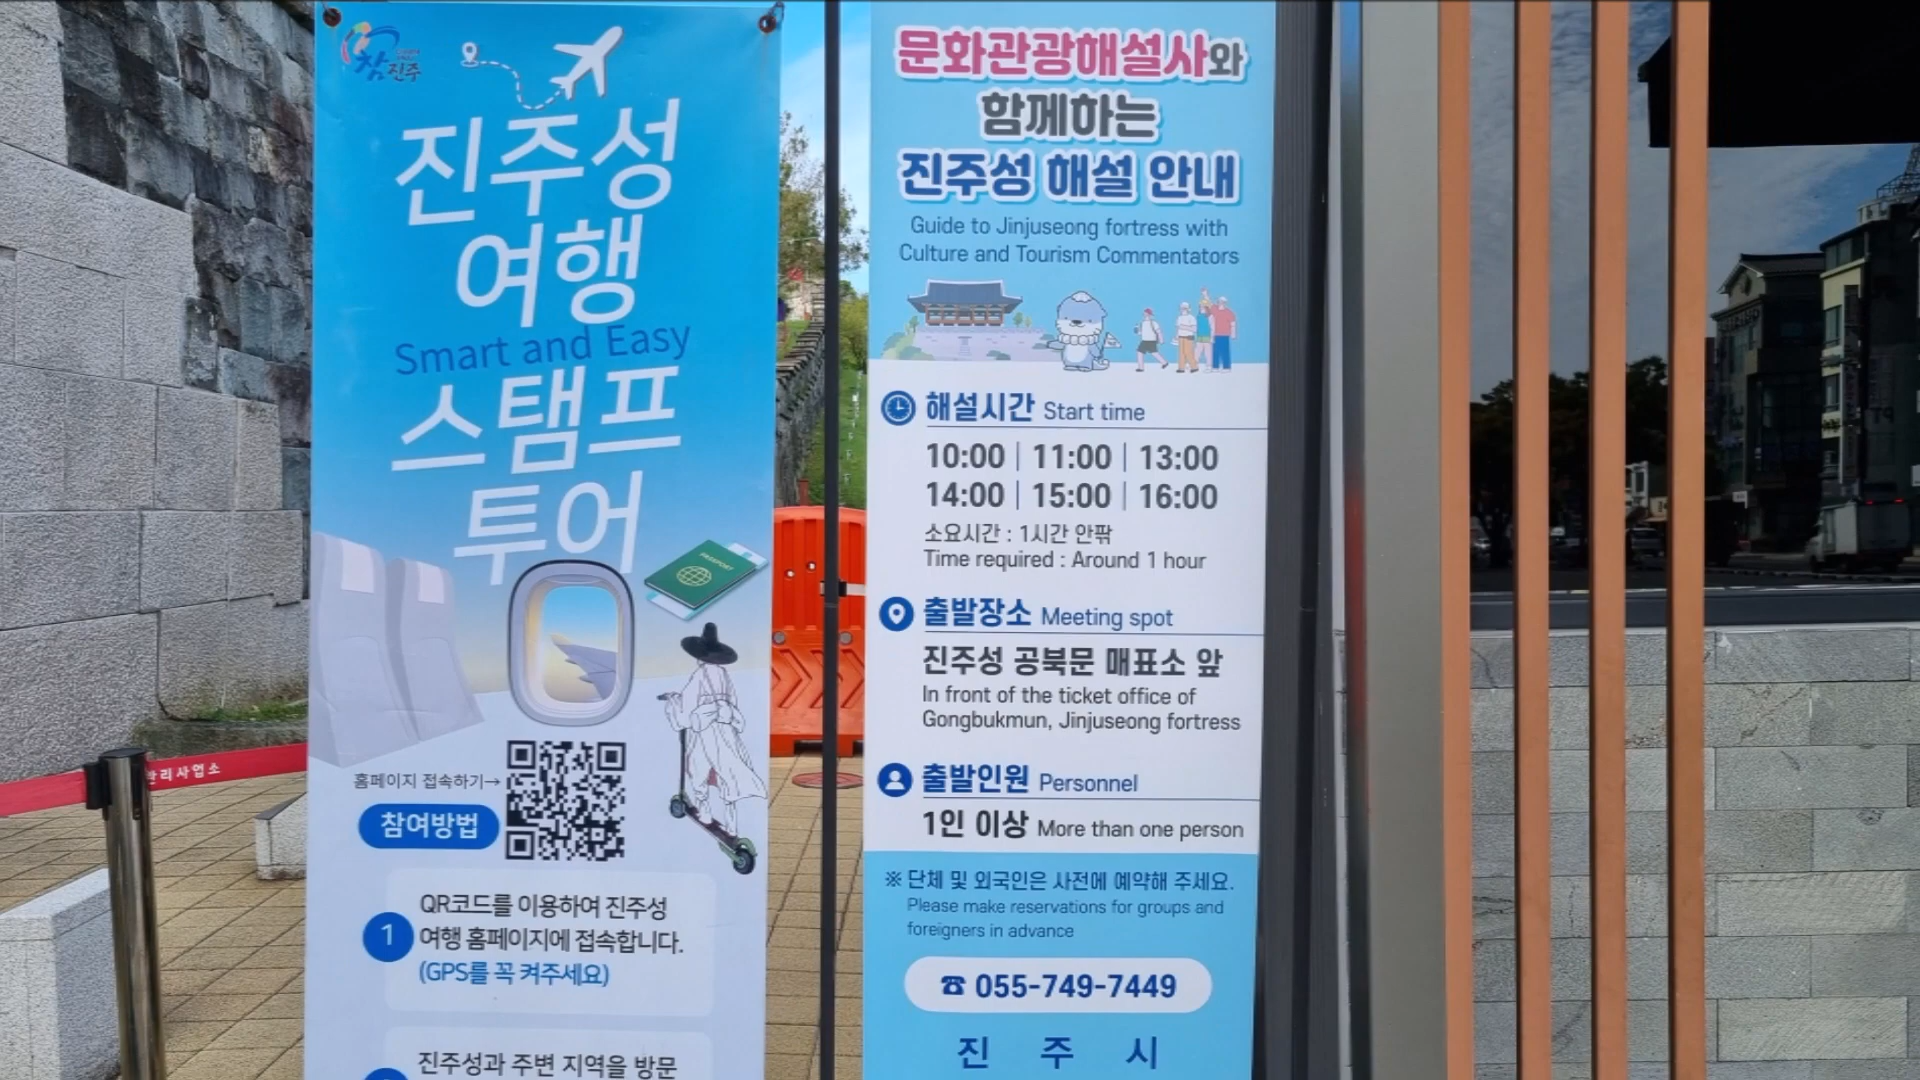 참진주
진주성
여행
Smart and Easy
스탬프
투어
PASSPORT
홈페이지 접속하기→
참여방법
1
QR코드를 이용하여 진주성
여행 홈페이지에 접속합니다.
(GPS를 꼭 켜주세요)
진주성과 주변 지역을 방문
관리사업소
문화관광해설사와
함께하는
진주성 해설 안내
Guide to Jinjuseong fortress with
Culture and Tourism Commentators
해설시간 Start time
10:00 | 11:00 | 13:00
14:00 | 15:00 | 16:00
소요시간 : 1시간 안팎
Time required : Around 1 hour
출발장소 Meeting spot
진주성 공북문 매표소 앞
In front of the ticket office of
Gongbukmun, Jinjuseong fortress
출발인원 Personnel
1인 이상 More than one person
※ 단체 및 외국인은 사전에 예약해 주세요.
Please make reservations for groups and
foreigners in advance
☎ 055-749-7449
진 주 시